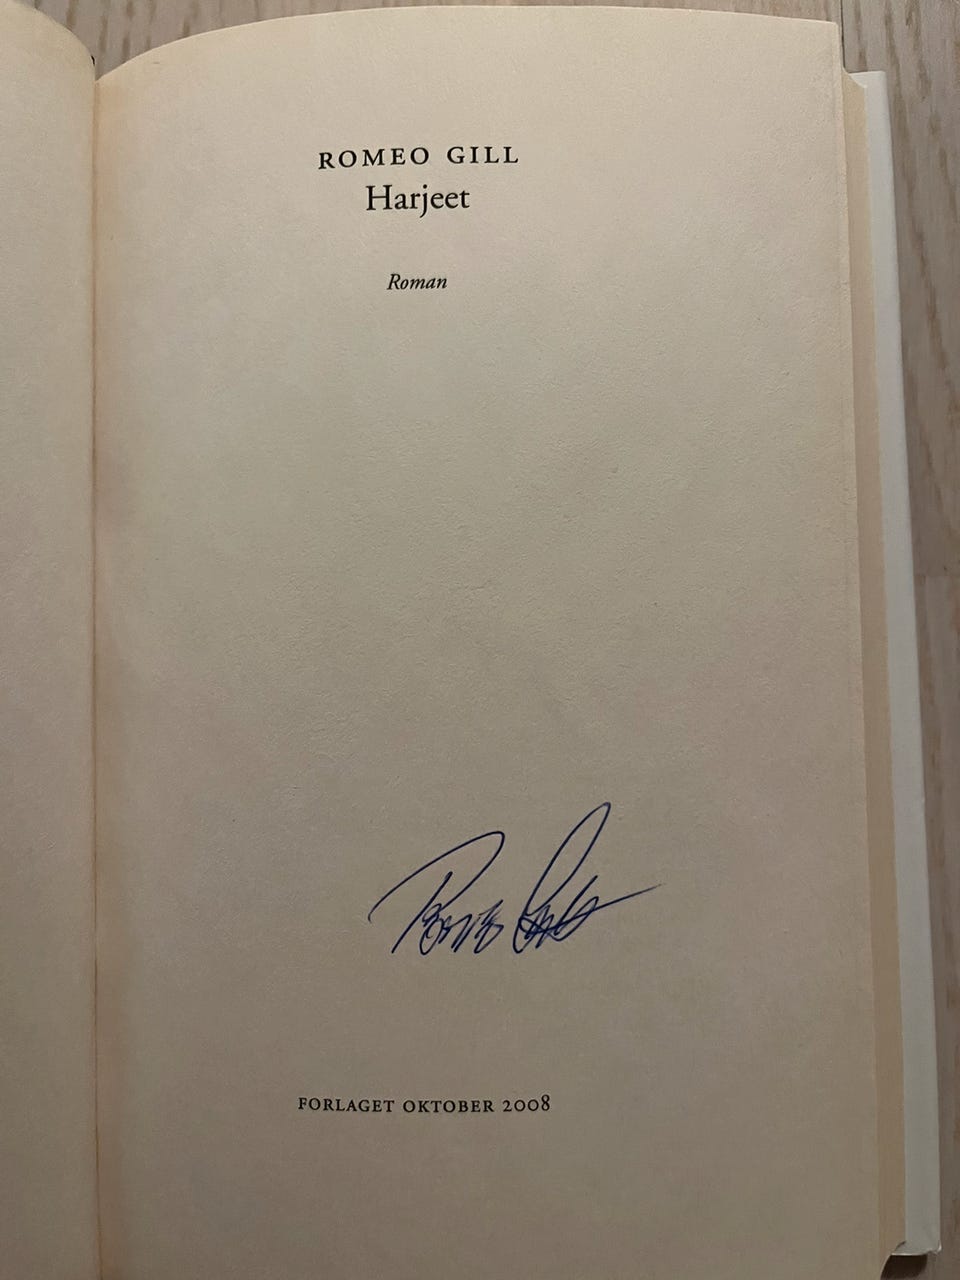 ROMEO GILL
Harjeet
Roman
FORLAGET OKTOBER 2008